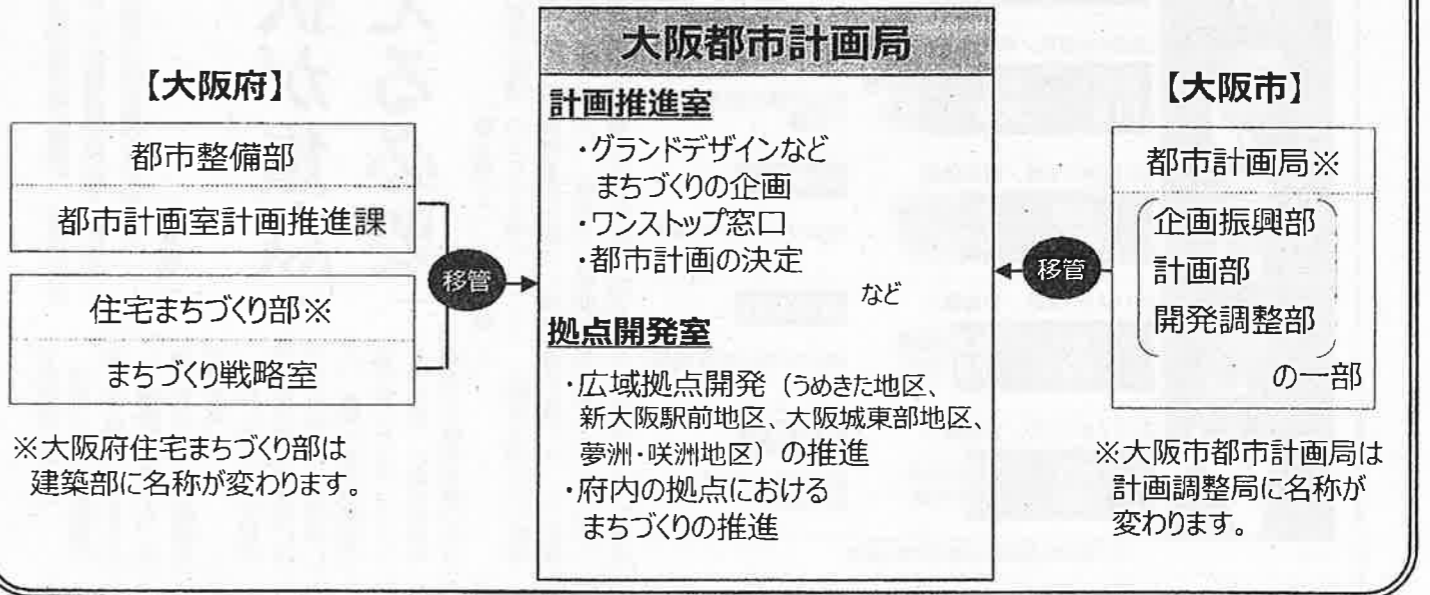 【大阪府】
都市整備部
都市計画室計画推進課
住宅まちづくり部※
まちづくり戦略室
※大阪府住宅まちづくり部は
建築部に名称が変わります。
移管
大阪都市計画局
計画推進室
・グランドデザインなど
まちづくりの企画
・ワンストップ窓口
・都市計画の決定
など
拠点開発室
・広域拠点開発（うめきた地区、
新大阪駅前地区、大阪城東部地区、
夢洲・咲洲地区）の推進
・府内の拠点における
まちづくりの推進
移管
【大阪市】
都市計画局※
企画振興部
計画部
開発調整部
の一部
※大阪市都市計画局は
計画調整局に名称が
変わります。